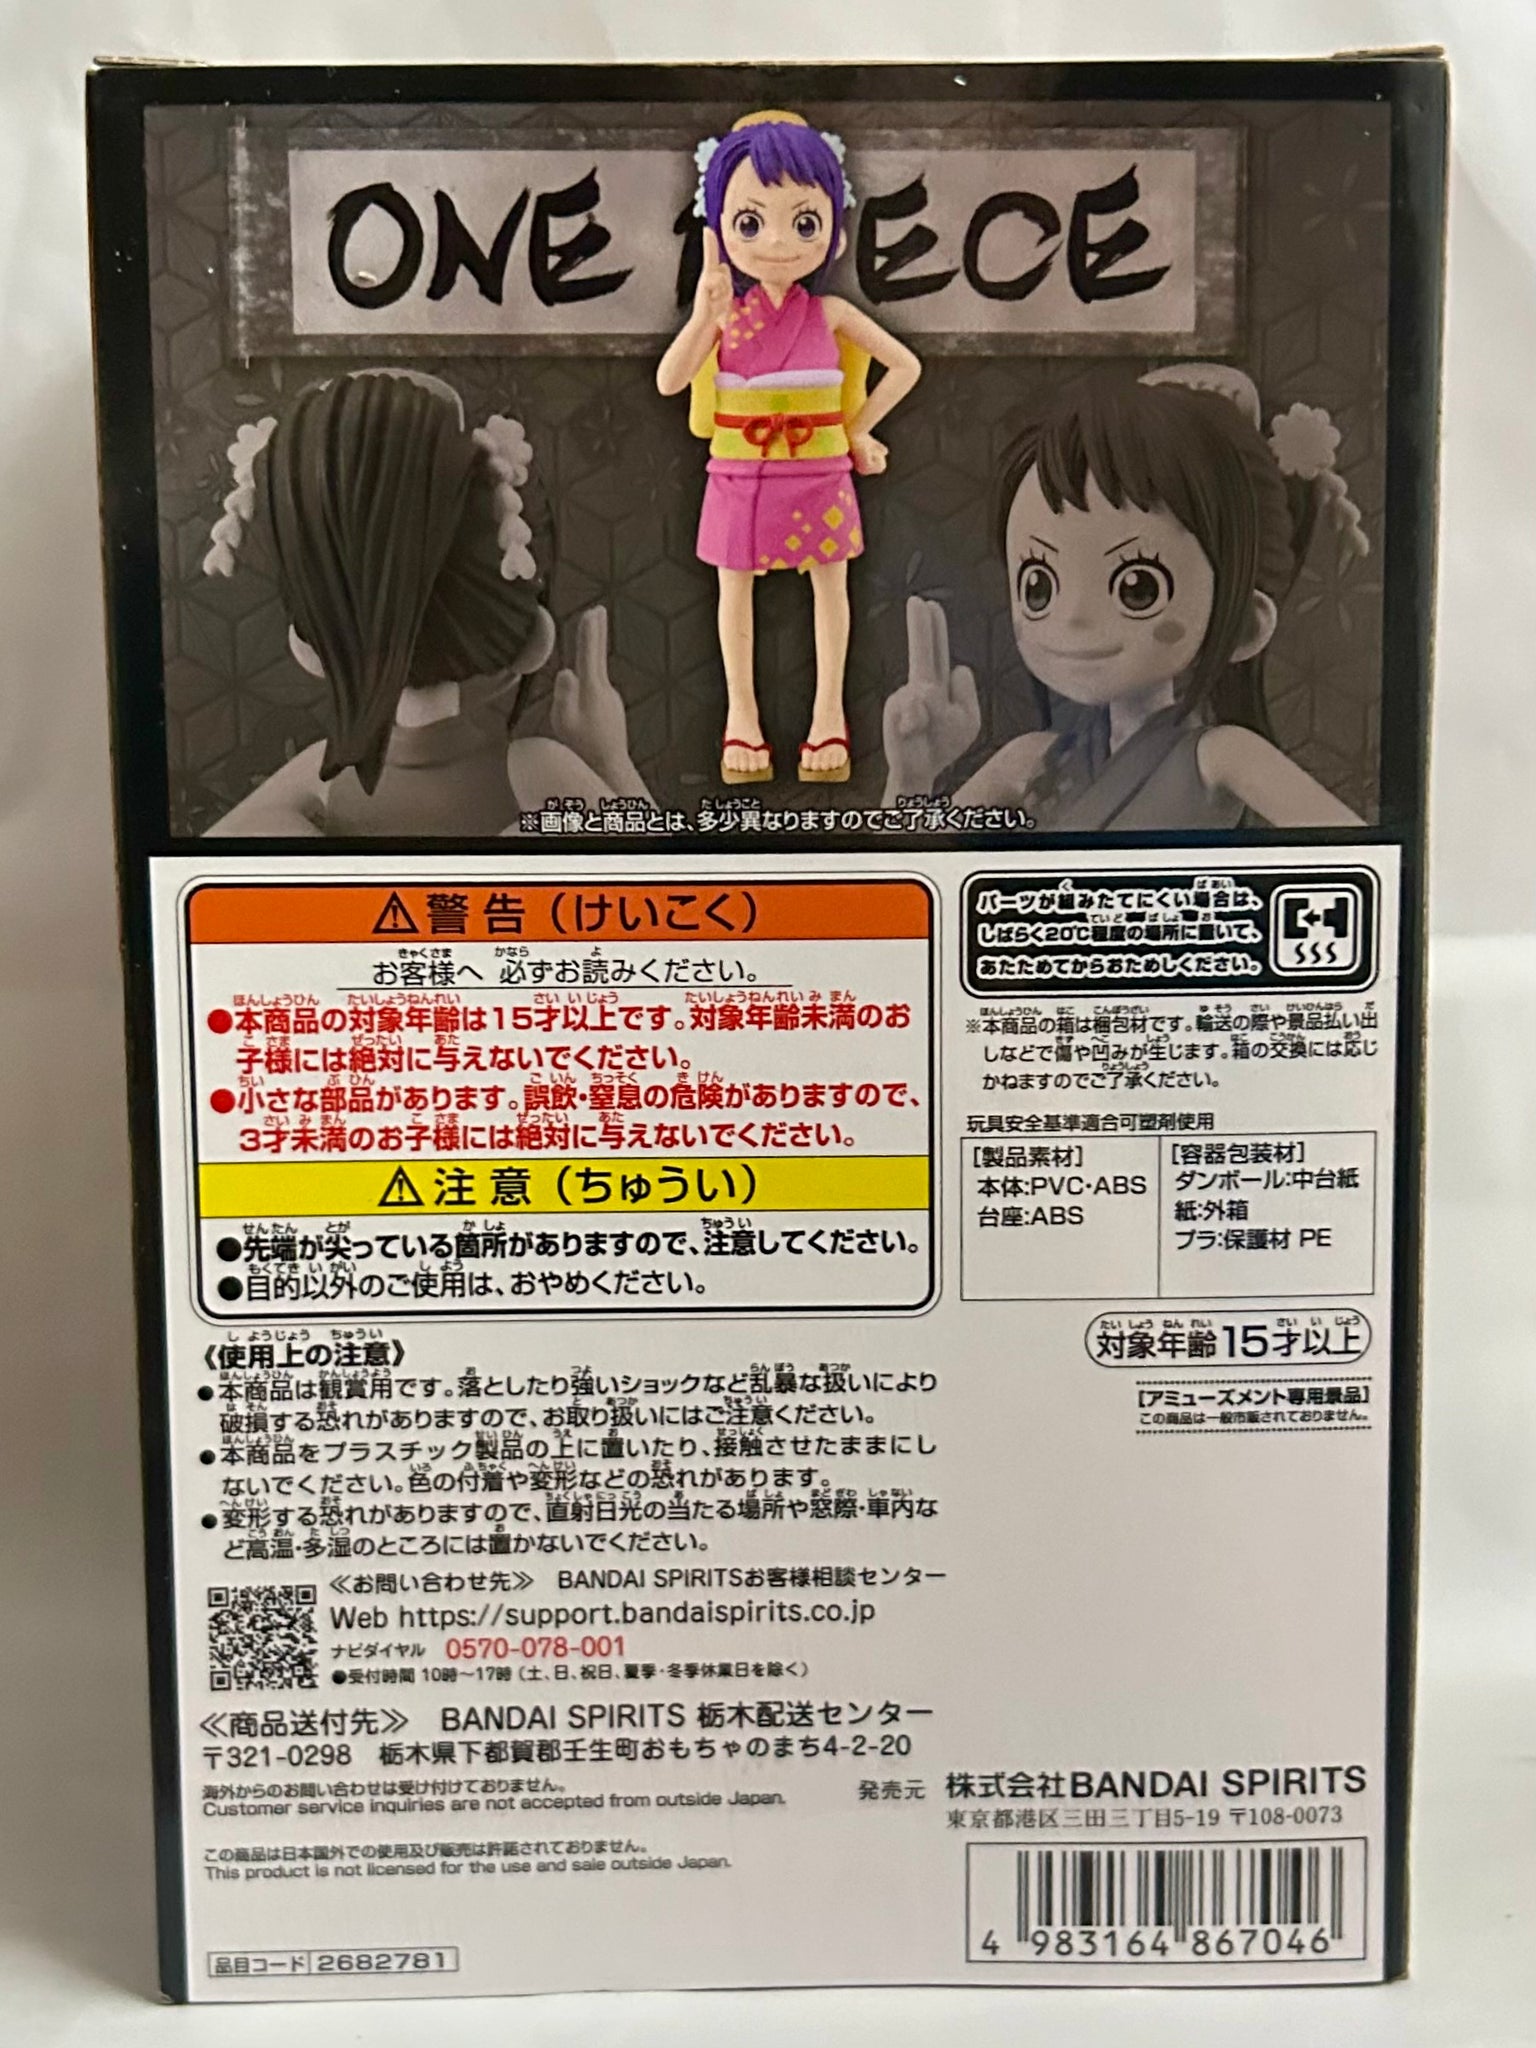 ONE PIECE
※画像と商品とは、多少異なりますのでご了承ください。
⚠警告（けいこく）
お客様へ 必ずお読みください。
●本商品の対象年齢は15才以上です。対象年齢未満のお
子様には絶対に与えないでください。
●小さな部品があります。誤飲・窒息の危険がありますので、
3才未満のお子様には絶対に与えないでください。
⚠注意（ちゅうい）
●先端が尖っている箇所がありますので、注意してください。
●目的以外のご使用は、おやめください。
《使用上の注意》
●本商品は観賞用です。落としたり強いショックなど乱暴な扱いにより
破損する恐れがありますので、お取り扱いにはご注意ください。
●本商品をプラスチック製品の上に置いたり、接触させたままにし
ないでください。色の付着や変形などの恐れがあります。
●変形する恐れがありますので、直射日光の当たる場所や窓際・車内な
ど高温・多湿のところには置かないでください。
≪お問い合わせ先≫ BANDAI SPIRITSお客様相談センター
Web https://support.bandaispirits.co.jp
ナビダイヤル 0570-078-001
●受付時間 10時～17時（土、日、祝日、夏季・冬季休業日を除く）
≪商品送付先≫ BANDAI SPIRITS 栃木配送センター
〒321-0298 栃木県下都賀郡壬生町おもちゃのまち4-2-20
海外からのお問い合わせは受け付けておりません。
Customer service inquiries are not accepted from outside Japan.
この商品は日本国外での使用及び販売は許諾されておりません。
This product is not licensed for the use and sale outside Japan.
品目コード 2682781
パーツが組みたてにくい場合は、
しばらく20℃程度の場所に置いて、
あたためてからおためしください。
※本商品の箱は梱包材です。輸送の際や景品払い出
しなどで傷や凹みが生じます。箱の交換には応じ
かねますのでご了承ください。
玩具安全基準適合可塑剤使用
［製品素材］
本体:PVC・ABS
台座:ABS
［容器包装材］
ダンボール:中台紙
紙:外箱
プラ:保護材 PE
対象年齢15才以上
［アミューズメント専用景品］
この商品は一般市販されておりません。
発売元 株式会社BANDAI SPIRITS
東京都港区三田三丁目5-19 〒108-0073
4 983164 867046